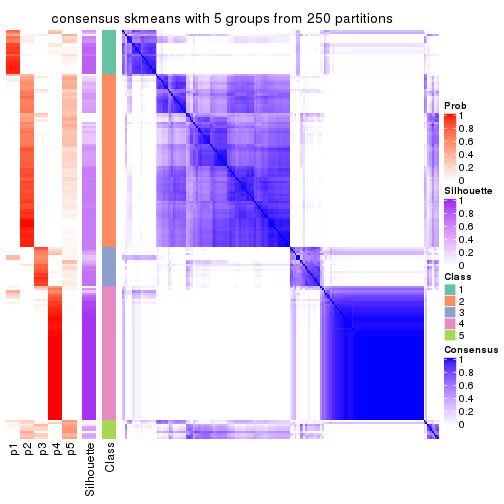 consensus skmeans with 5 groups from 250 partitions
Prob
1
0.8
0.6
0.4
0.2
0
Silhouette
1
0.8
0.6
0.4
0.2
0
Class
1
2
3
4
5
Consensus
1
0.8
0.6
0.4
0.2
0
p1
p2
p3
p4
p5
Silhouette
Class